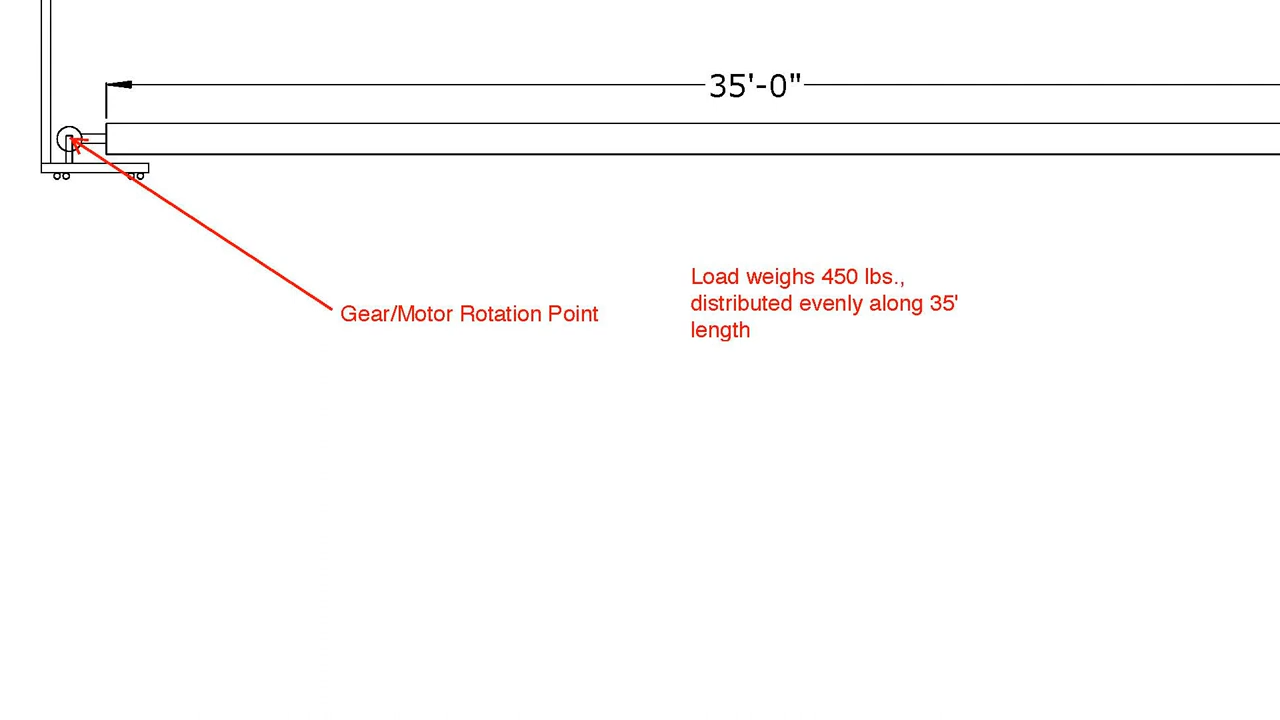 35'-0"
Load weighs 450 lbs.,
distributed evenly along 35'
length
Gear/Motor Rotation Point